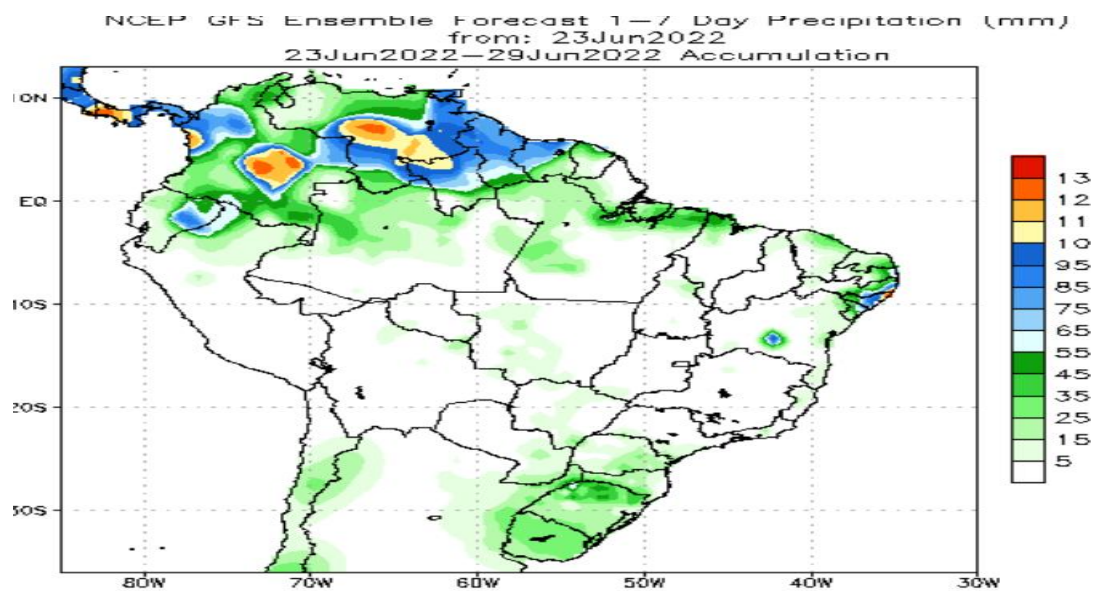 NCEP GFS Ensemble Forecast 1-7 Day Precipitation (mm)
from: 23Jun2022
23Jun2022-29Jun2022 Accumulation
10N
EQ
10S
20S
30S
80W
70W
60W
50W
40W
30W
13
12
11
10
95
85
75
65
55
45
35
25
15
5